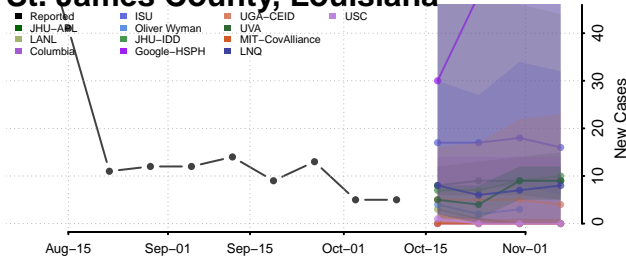 St. James County, Louisiana
Reported ISU UGA−CEID USC
JHU−APL Oliver Wyman UVA
LANL JHU−IDD MIT−CovAlliance
Columbia Google−HSPH LNQ
40
30
20
10
0
New Cases
Aug−15 Sep−01 Sep−15 Oct−01 Oct−15 Nov−01